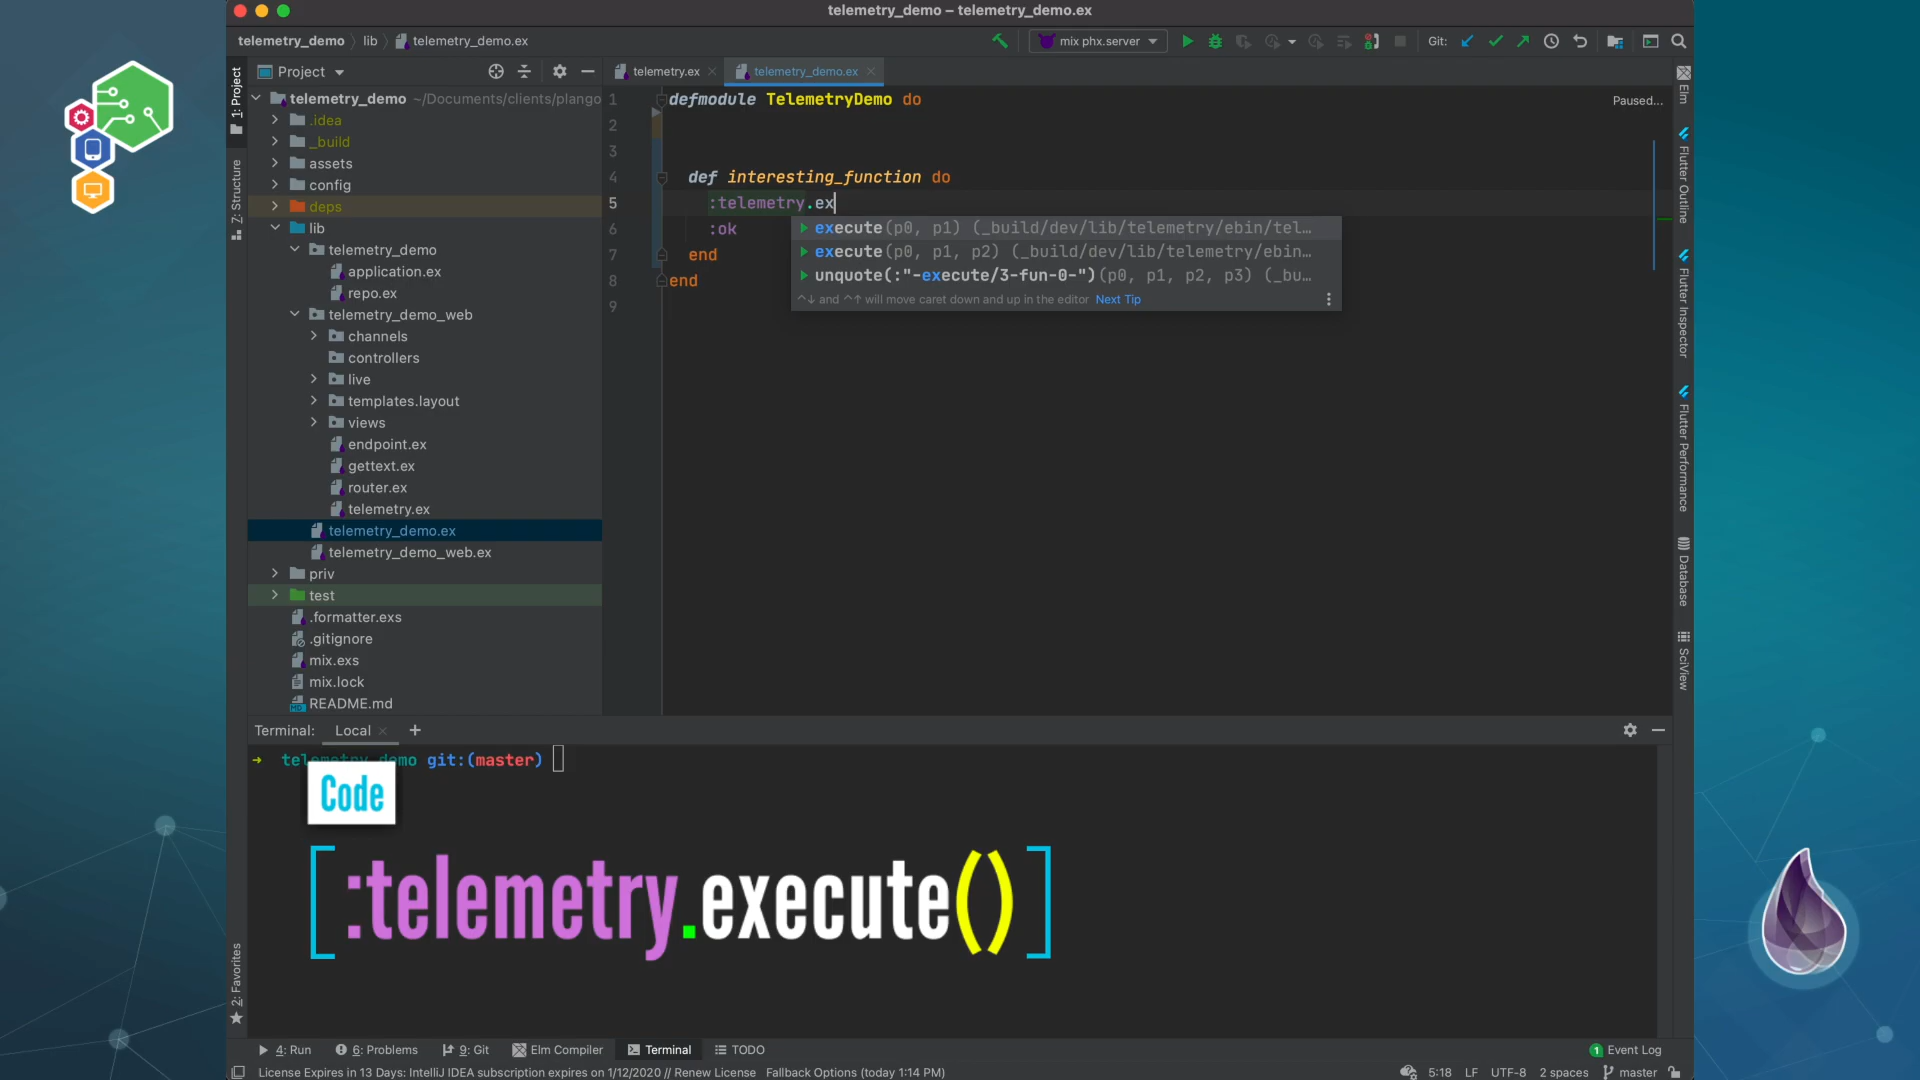 telemetry_demo – telemetry_demo.ex
telemetry_demo lib telemetry_demo.ex
mix phx.server
Git:
1: Project
Project
telemetry.ex
telemetry_demo.ex
telemetry_demo ~/Documents/clients/plango
.idea
_build
assets
config
deps
lib
telemetry_demo
application.ex
repo.ex
telemetry_demo_web
channels
controllers
live
templates.layout
views
endpoint.ex
gettext.ex
router.ex
telemetry.ex
telemetry_demo.ex
telemetry_demo_web.ex
priv
test
.formatter.exs
.gitignore
mix.exs
mix.lock
README.md
Z: Structure
2: Favorites
1 defmodule TelemetryDemo do
2
3
4 def interesting_function do
5 :telemetry.ex
6 :ok
7 end
8 end
9
execute(p0, p1) (_build/dev/lib/telemetry/ebin/tel...
execute(p0, p1, p2) (_build/dev/lib/telemetry/ebin...
unquote(:"-execute/3-fun-0-")(p0, p1, p2, p3) (_bu...
^↓ and ^↑ will move caret down and up in the editor Next Tip
Paused...
Elm
Flutter Outline
Flutter Inspector
Flutter Performance
Database
SciView
Terminal: Local +
→ telemetry_demo git:(master)
Code
[:telemetry.execute()]
4: Run 6: Problems 9: Git Elm Compiler Terminal TODO
1 Event Log
License Expires in 13 Days: IntelliJ IDEA subscription expires on 1/12/2020 // Renew License Fallback Options (today 1:14 PM)
5:18 LF UTF-8 2 spaces master